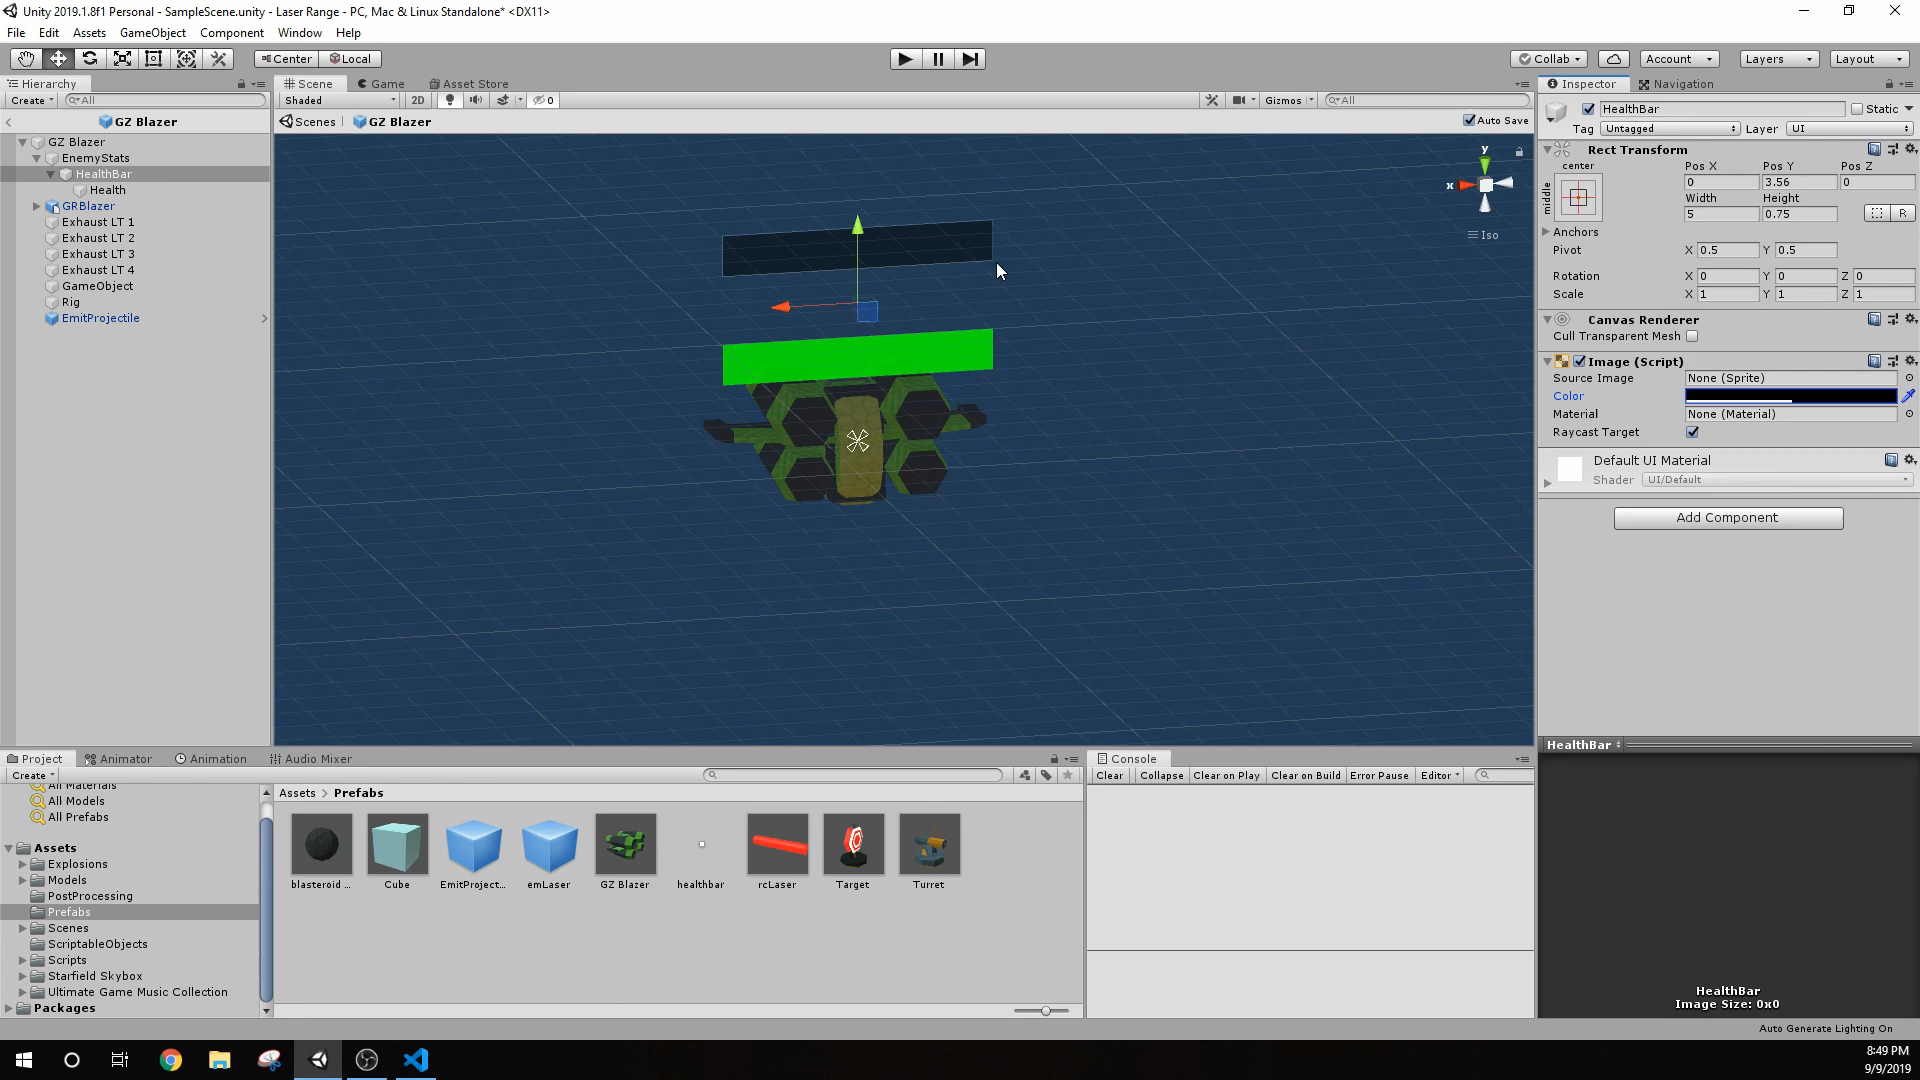 Unity 2019.1.8f1 Personal - SampleScene.unity - Laser Range - PC, Mac & Linux Standalone* <DX11>
File Edit Assets GameObject Component Window Help
Center Local Collab Account Layers Layout
Hierarchy Scene Game Asset Store Inspector Navigation
Create All Shaded 2D 0 Gizmos All HealthBar Static
GZ Blazer Scenes GZ Blazer Auto Save Tag Untagged Layer UI
GZ Blazer
EnemyStats
HealthBar
Health
GRBlazer
Exhaust LT 1
Exhaust LT 2
Exhaust LT 3
Exhaust LT 4
GameObject
Rig
EmitProjectile
y
x
Iso
Rect Transform
center Pos X Pos Y Pos Z
middle 0 3.56 0
Width Height
5 0.75 R
Anchors
Pivot X 0.5 Y 0.5
Rotation X 0 Y 0 Z 0
Scale X 1 Y 1 Z 1
Canvas Renderer
Cull Transparent Mesh
Image (Script)
Source Image None (Sprite)
Color
Material None (Material)
Raycast Target
Default UI Material
Shader UI/Default
Add Component
HealthBar
HealthBar
Image Size: 0x0
Project Animator Animation Audio Mixer Console
Create Clear Collapse Clear on Play Clear on Build Error Pause Editor
All Materials
All Models
All Prefabs
Assets
Explosions
Models
PostProcessing
Prefabs
Scenes
ScriptableObjects
Scripts
Starfield Skybox
Ultimate Game Music Collection
Packages
Assets > Prefabs
blasteroid ... Cube EmitProject... emLaser GZ Blazer healthbar rcLaser Target Turret
Auto Generate Lighting On
8:49 PM
9/9/2019